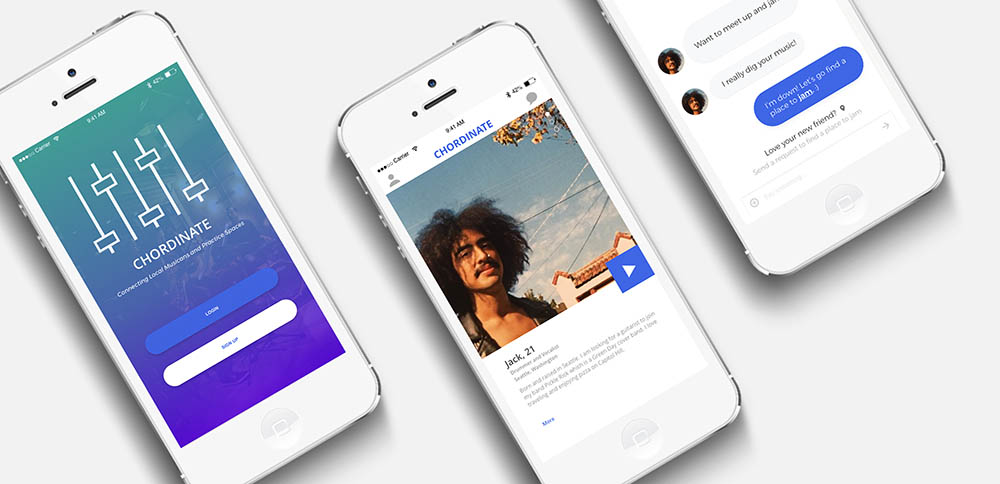 Carrier
9:41 AM
42%
CHORDINATE
Connecting Local Musicans and Practice Spaces
LOGIN
SIGN UP
Carrier
9:41 AM
42%
CHORDINATE
Jack, 21
Drummer and Vocalist
Seattle, Washington
Born and raised in Seattle. I am looking for a guitarist to join
my band Pickle Rick which is a Green Day cover band. I love
traveling and enjoying pizza on Capitol Hill.
More
Want to meet up and jam
I really dig your music!
I'm down! Let's go find a
place to jam. :)
Love your new friend?
Send a request to find a place to jam